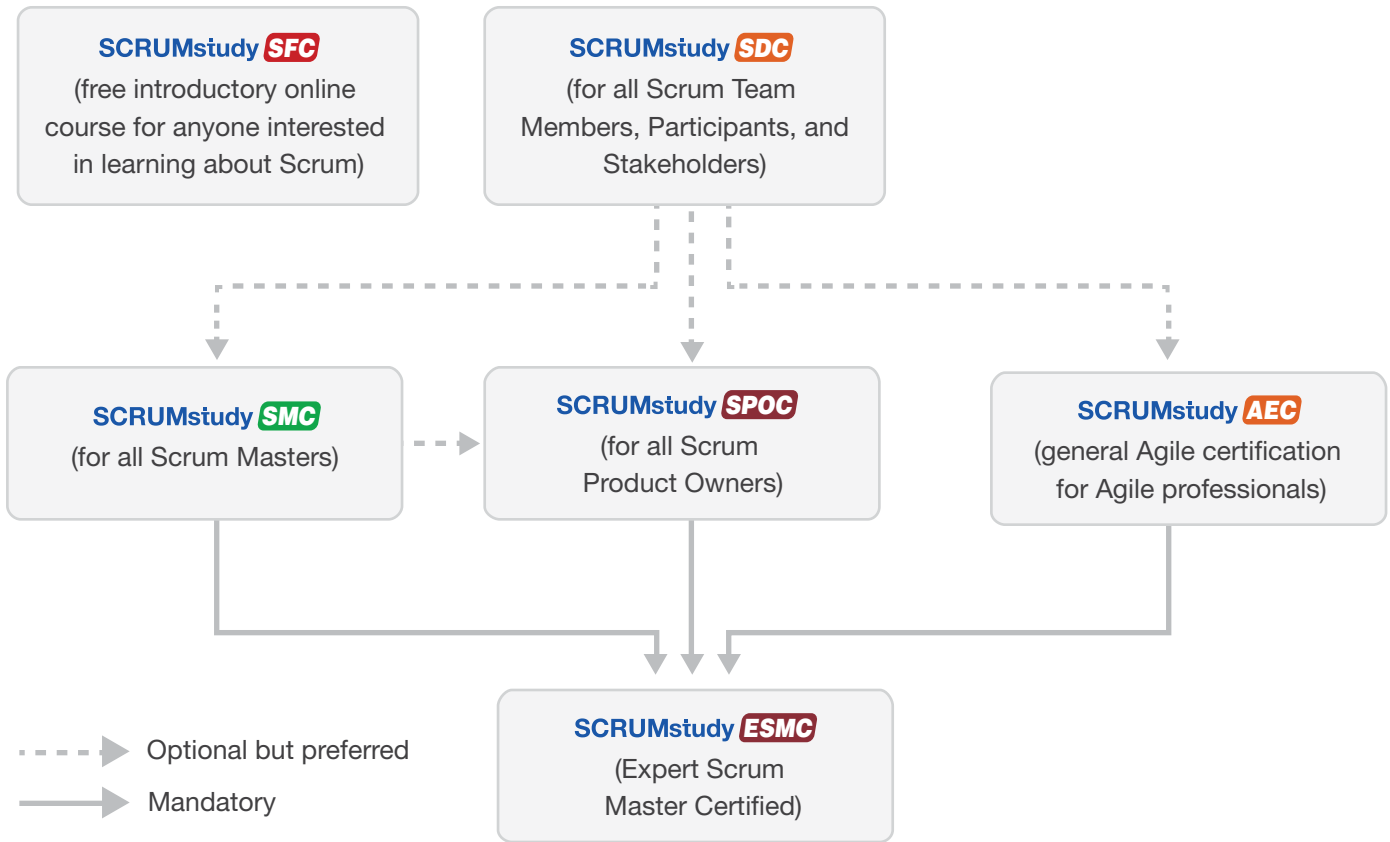 SCRUMstudy SFC
(free introductory online
course for anyone interested
in learning about Scrum)
SCRUMstudy SDC
(for all Scrum Team
Members, Participants, and
Stakeholders)
SCRUMstudy SMC
(for all Scrum Masters)
SCRUMstudy SPOC
(for all Scrum
Product Owners)
SCRUMstudy AEC
(general Agile certification
for Agile professionals)
SCRUMstudy ESMC
(Expert Scrum
Master Certified)
Optional but preferred
Mandatory